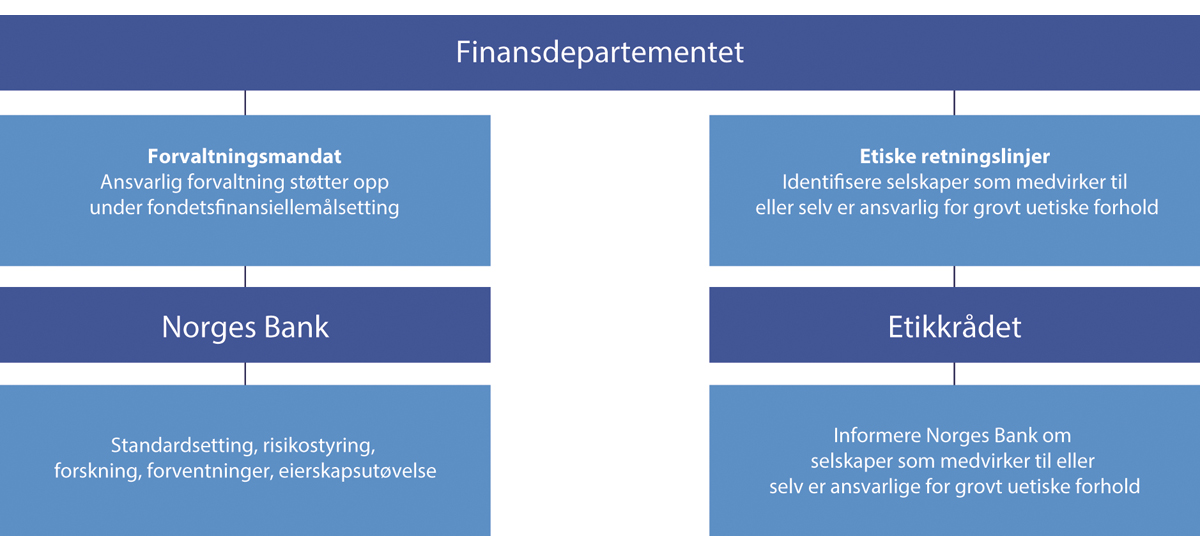 Finansdepartementet
Forvaltningsmandat
Ansvarlig forvaltning støtter opp
under fondetsfinansiellemålsetting
Etiske retningslinjer
Identifisere selskaper som medvirker til
eller selv er ansvarlig for grovt uetiske forhold
Norges Bank
Etikkrådet
Standardsetting, risikostyring,
forskning, forventninger, eierskapsutøvelse
Informere Norges Bank om
selskaper som medvirker til eller
selv er ansvarlige for grovt uetiske forhold